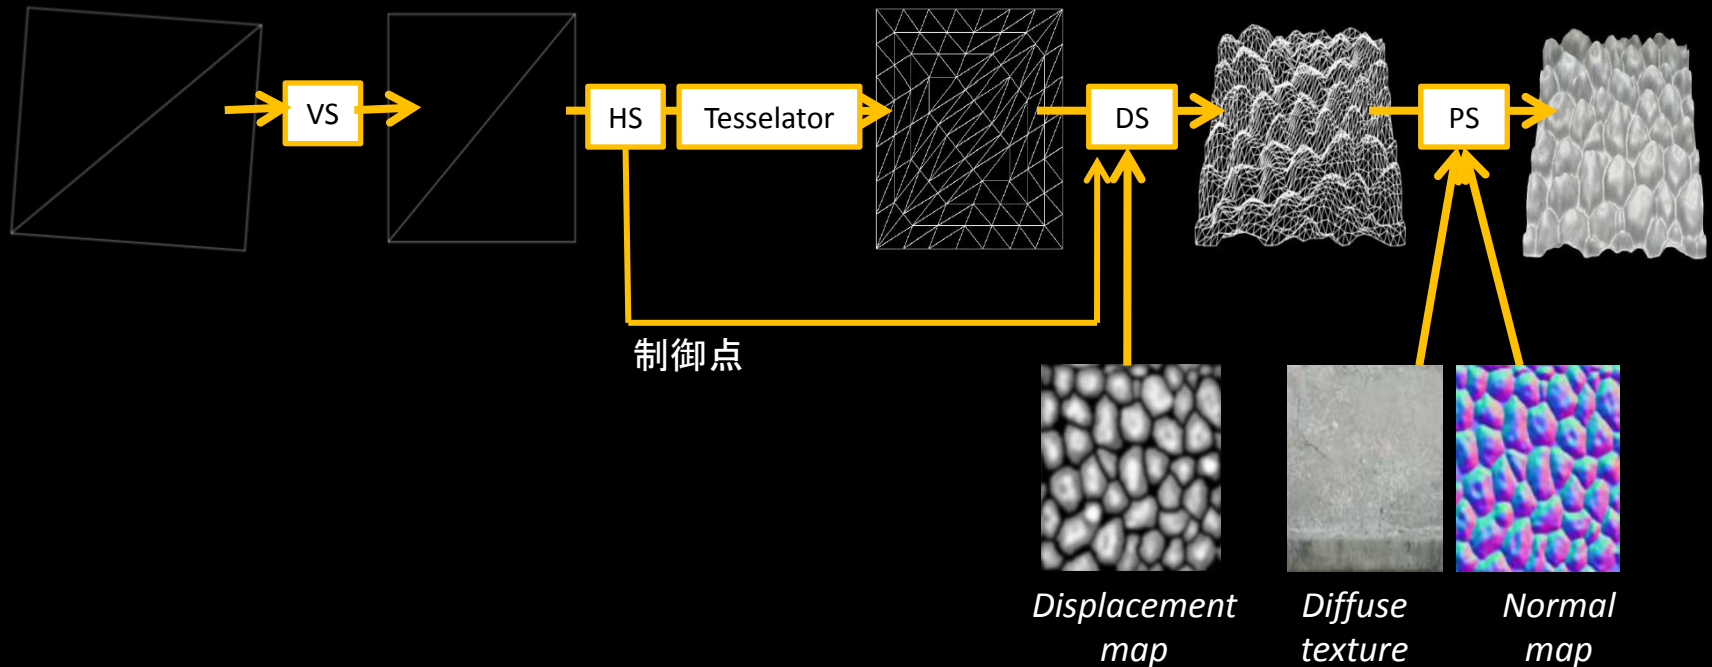 VS
HS
Tesselator
DS
PS
制御点
Displacement
map
Diffuse
texture
Normal
map